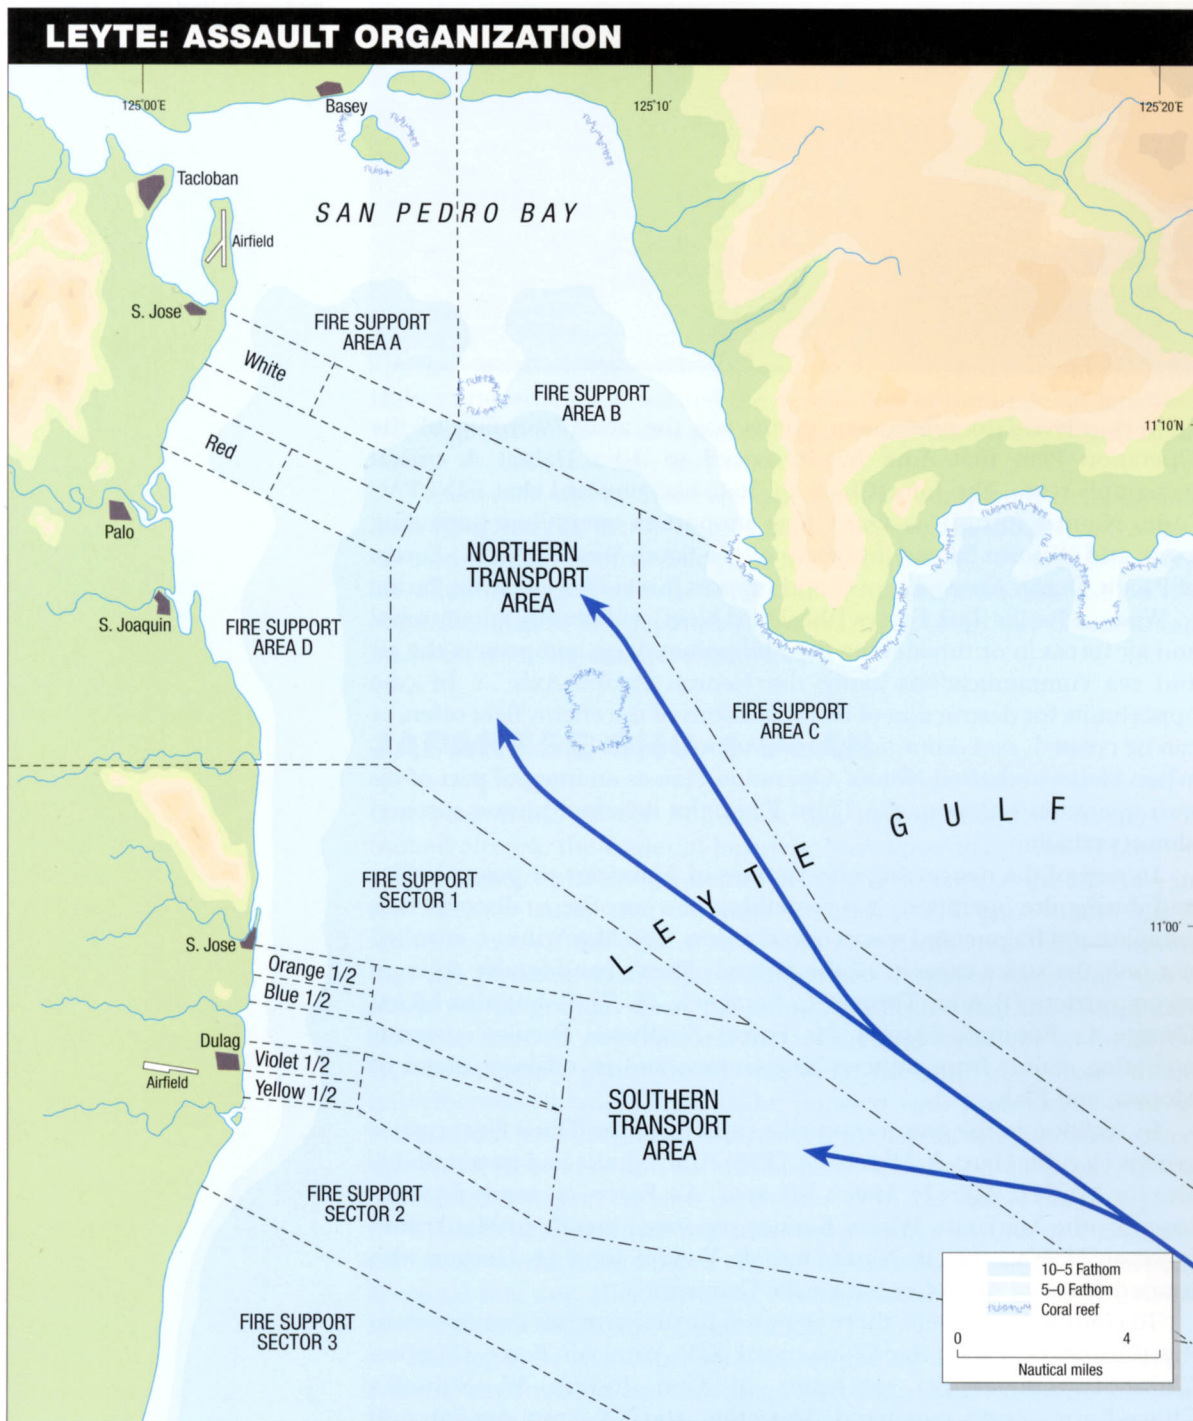 LEYTE: ASSAULT ORGANIZATION
125°00′E
Basey
125°10′
125°20′E
Tacloban
SAN PEDRO BAY
Airfield
S. Jose
FIRE SUPPORT
AREA A
White
FIRE SUPPORT
AREA B
11°10′N
Red
Palo
NORTHERN
TRANSPORT
AREA
S. Joaquin
FIRE SUPPORT
AREA D
FIRE SUPPORT
AREA C
LEYTE GULF
FIRE SUPPORT
SECTOR 1
11°00′
S. Jose
Orange 1/2
Blue 1/2
Dulag
Violet 1/2
Airfield
Yellow 1/2
SOUTHERN
TRANSPORT
AREA
FIRE SUPPORT
SECTOR 2
FIRE SUPPORT
SECTOR 3
10–5 Fathom
5–0 Fathom
Coral reef
0 4
Nautical miles